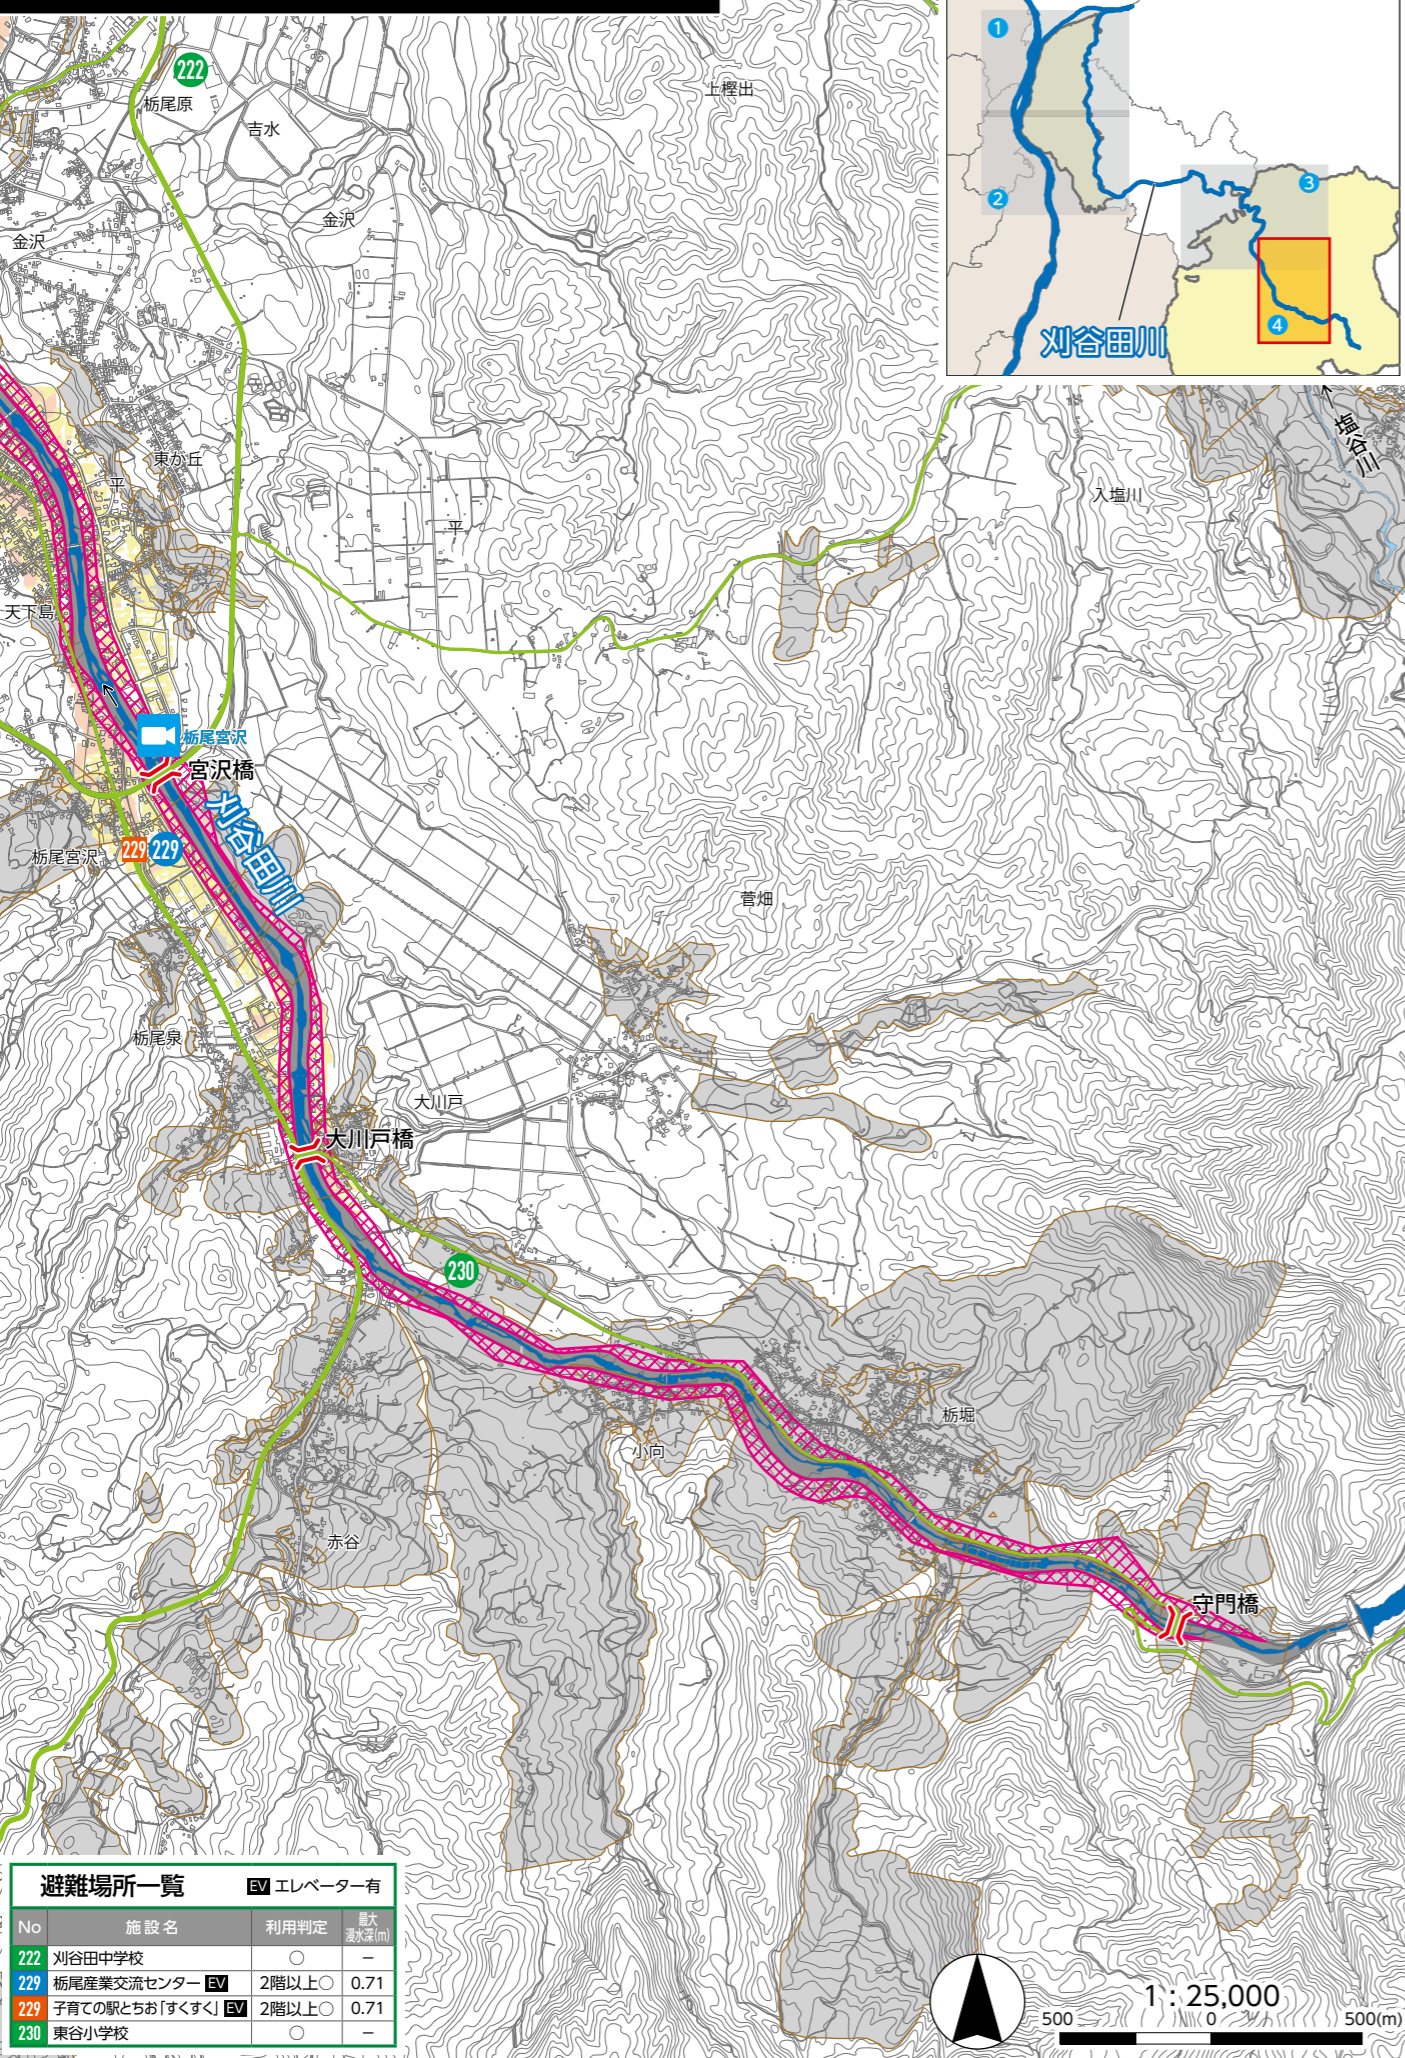 222
栃尾原
吉水
上樫出
金沢
金沢
1
2
3
4
刈谷田川
塩谷川
入塩川
東が丘
平
平
天下島
栃尾宮沢
宮沢橋
刈谷田川
栃尾宮沢
229 229
菅畑
栃尾泉
大川戸
大川戸橋
230
栃堀
小向
赤谷
守門橋
避難場所一覧 EV エレベーター有
No 施設名 利用判定 最大浸水深(m)
222 刈谷田中学校 ○ −
229 栃尾産業交流センター EV 2階以上○ 0.71
229 子育ての駅とちお「すくすく」 EV 2階以上○ 0.71
230 東谷小学校 ○ −
1:25,000
500 0 500(m)